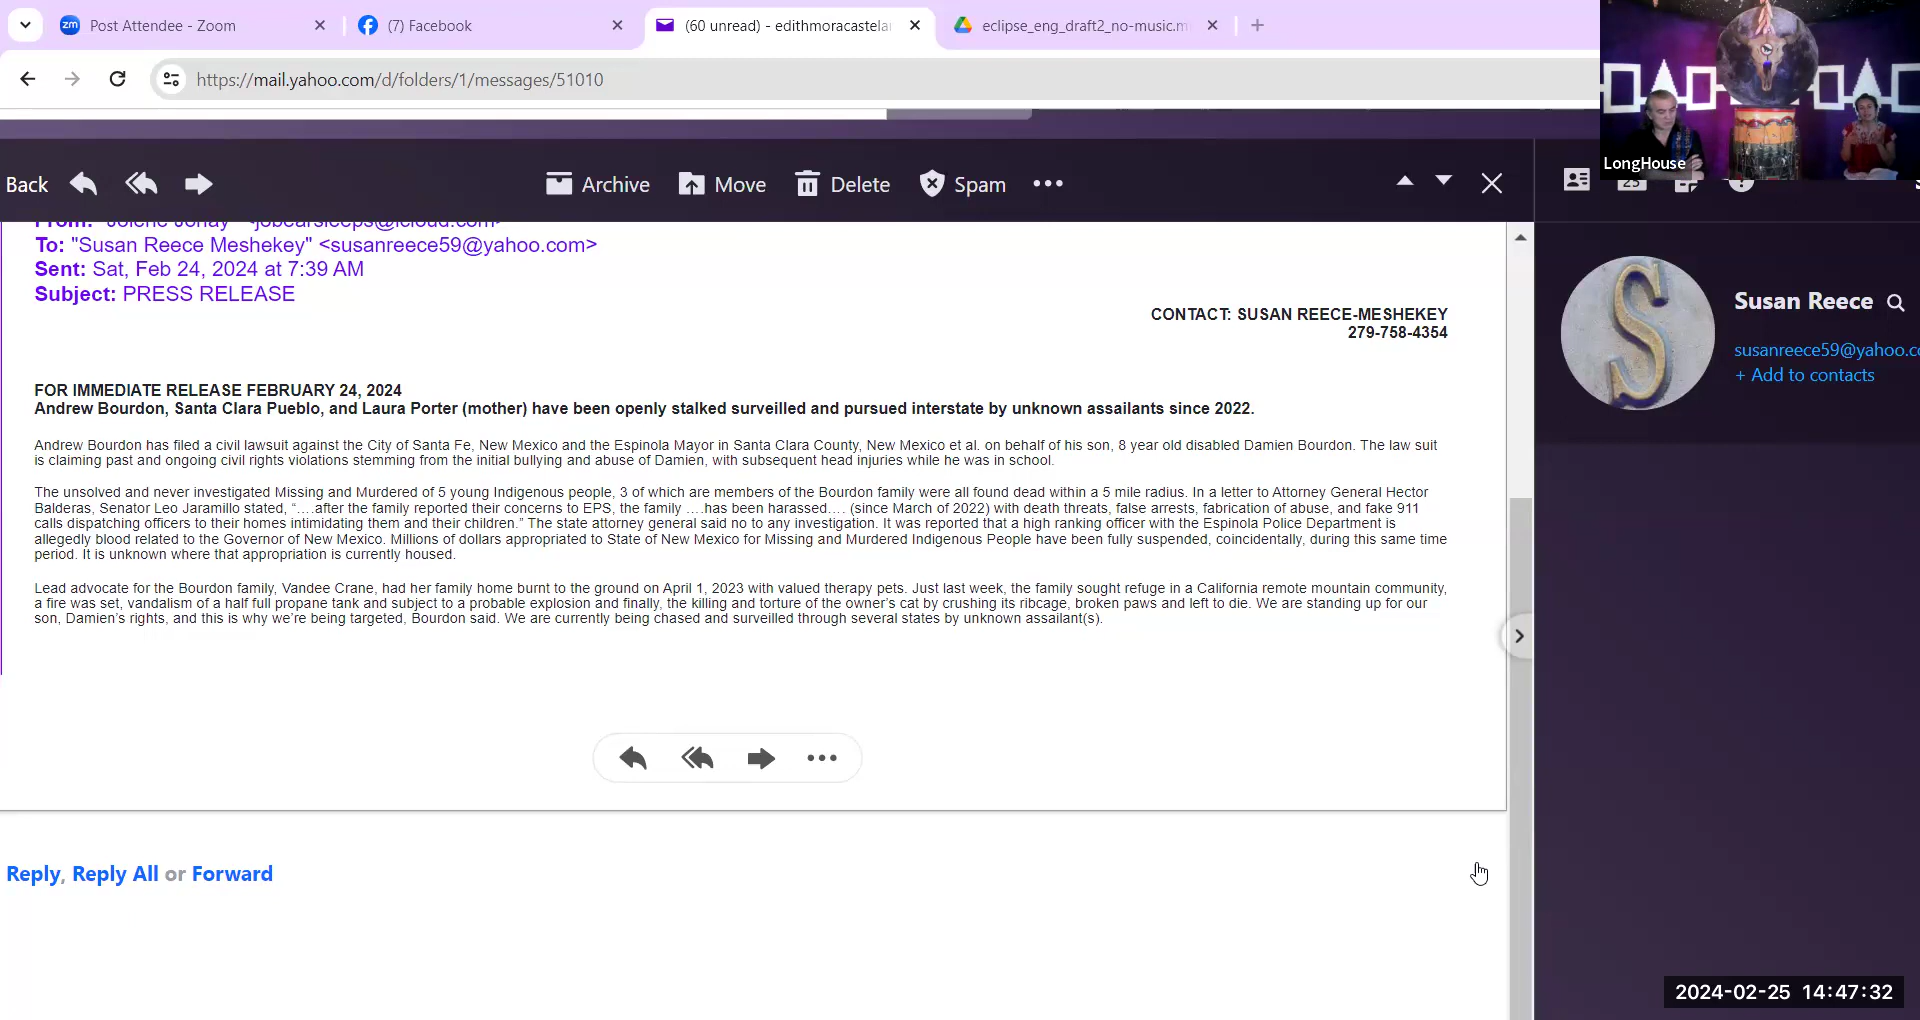 zm Post Attendee - Zoom
(7) Facebook
(60 unread) - edithmoracastela
eclipse_eng_draft2_no-music.m
https://mail.yahoo.com/d/folders/1/messages/51010
LongHouse
Back
Archive
Move
Delete
Spam
25
From: "Jolene Jonay" <jobearsleeps@icloud.com>
To: "Susan Reece Meshekey" <susanreece59@yahoo.com>
Sent: Sat, Feb 24, 2024 at 7:39 AM
Subject: PRESS RELEASE
CONTACT: SUSAN REECE-MESHEKEY
279-758-4354
FOR IMMEDIATE RELEASE FEBRUARY 24, 2024
Andrew Bourdon, Santa Clara Pueblo, and Laura Porter (mother) have been openly stalked surveilled and pursued interstate by unknown assailants since 2022.
Andrew Bourdon has filed a civil lawsuit against the City of Santa Fe, New Mexico and the Espinola Mayor in Santa Clara County, New Mexico et al. on behalf of his son, 8 year old disabled Damien Bourdon. The law suit
is claiming past and ongoing civil rights violations stemming from the initial bullying and abuse of Damien, with subsequent head injuries while he was in school.
The unsolved and never investigated Missing and Murdered of 5 young Indigenous people, 3 of which are members of the Bourdon family were all found dead within a 5 mile radius. In a letter to Attorney General Hector
Balderas, Senator Leo Jaramillo stated, “....after the family reported their concerns to EPS, the family ....has been harassed.... (since March of 2022) with death threats, false arrests, fabrication of abuse, and fake 911
calls dispatching officers to their homes intimidating them and their children.” The state attorney general said no to any investigation. It was reported that a high ranking officer with the Espinola Police Department is
allegedly blood related to the Governor of New Mexico. Millions of dollars appropriated to State of New Mexico for Missing and Murdered Indigenous People have been fully suspended, coincidentally, during this same time
period. It is unknown where that appropriation is currently housed.
Lead advocate for the Bourdon family, Vandee Crane, had her family home burnt to the ground on April 1, 2023 with valued therapy pets. Just last week, the family sought refuge in a California remote mountain community,
a fire was set, vandalism of a half full propane tank and subject to a probable explosion and finally, the killing and torture of the owner’s cat by crushing its ribcage, broken paws and left to die. We are standing up for our
son, Damien’s rights, and this is why we’re being targeted, Bourdon said. We are currently being chased and surveilled through several states by unknown assailant(s).
Reply, Reply All or Forward
S
Susan Reece
susanreece59@yahoo.co
+ Add to contacts
2024-02-25 14:47:32